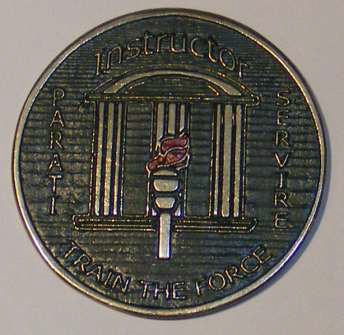 Instructor
PARATI
SERVIRE
TRAIN THE FORCE